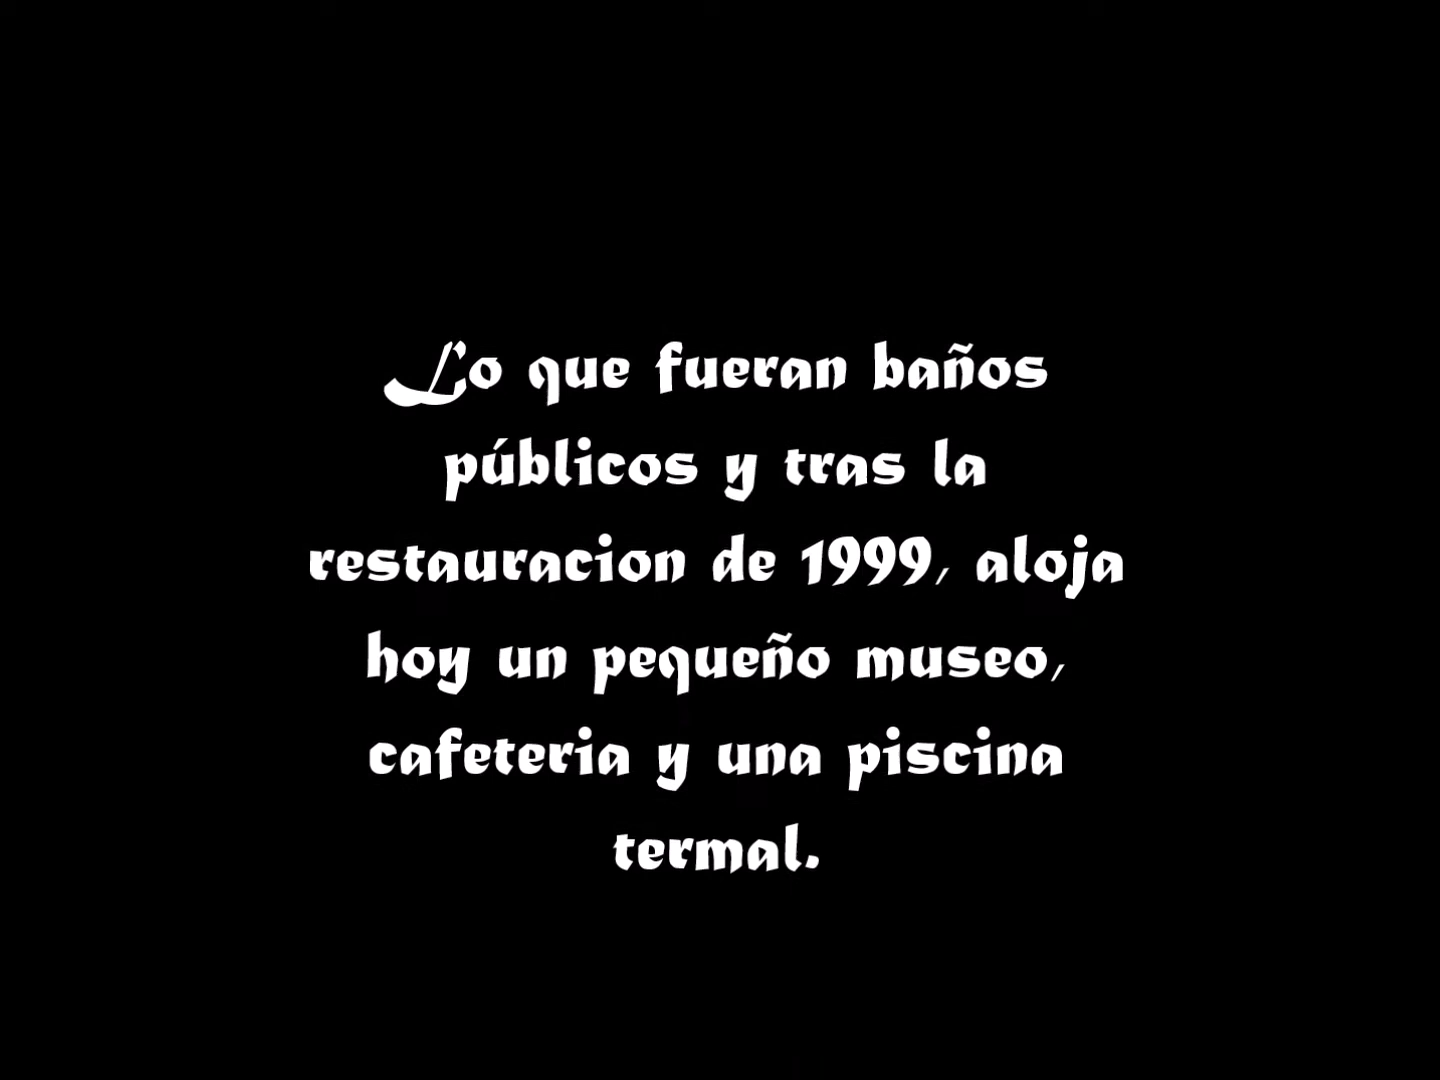 Lo que fueran baños
públicos y tras la
restauracion de 1999, aloja
hoy un pequeño museo,
cafeteria y una piscina
termal.